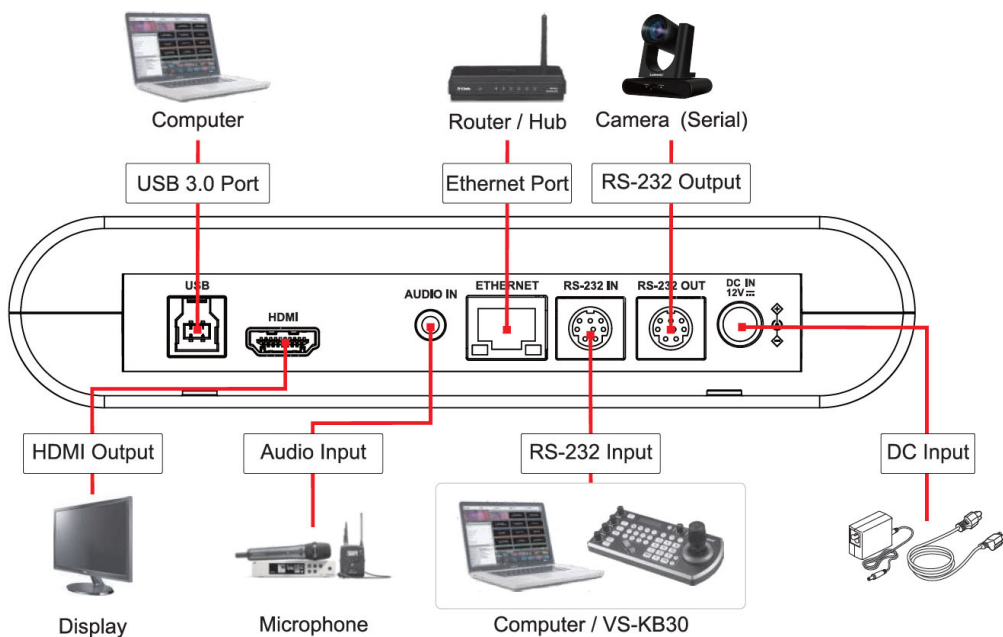 Computer
Router / Hub
Camera (Serial)
USB 3.0 Port
Ethernet Port
RS-232 Output
USB
HDMI
AUDIO IN
ETHERNET
RS-232 IN
RS-232 OUT
DC IN
12V
HDMI Output
Audio Input
RS-232 Input
DC Input
Display
Microphone
Computer / VS-KB30